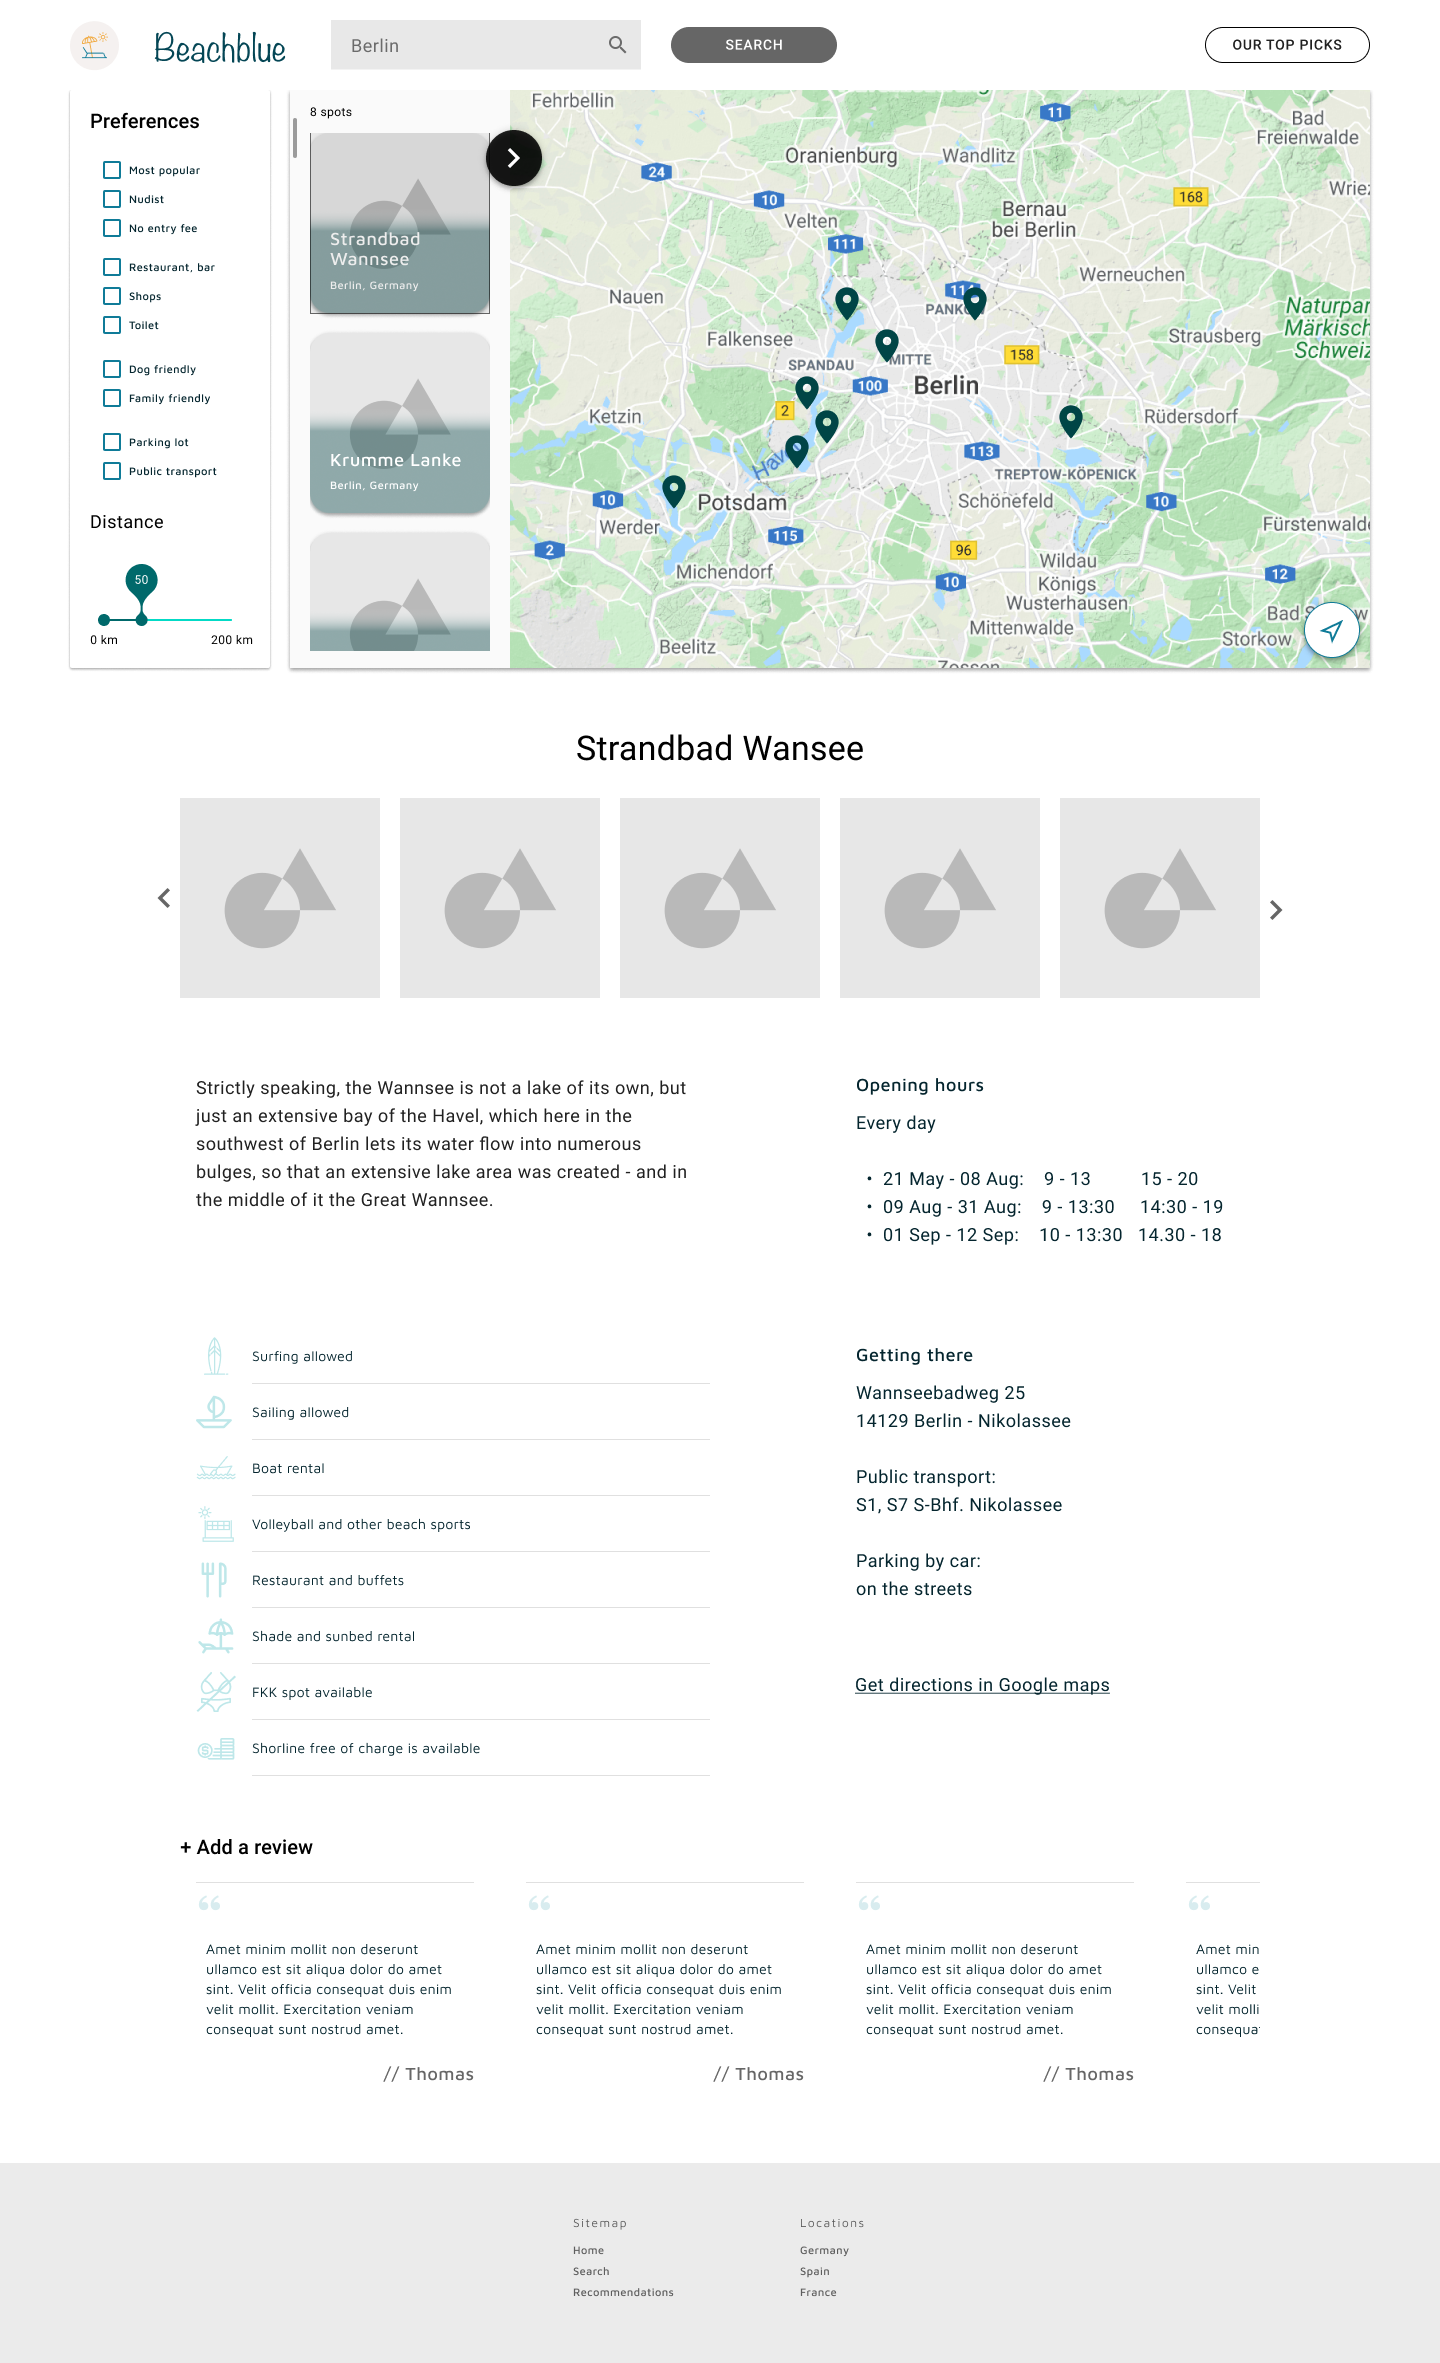 Beachblue
Berlin
SEARCH
OUR TOP PICKS
Preferences
Most popular
Nudist
No entry fee
Restaurant, bar
Shops
Toilet
Dog friendly
Family friendly
Parking lot
Public transport
Distance
50
0 km
200 km
8 spots
Strandbad
Wannsee
Berlin, Germany
Krumme Lanke
Berlin, Germany
Fehrbellin
11
Bad
Freienwalde
Oranienburg
Wandlitz
24
10
168
Velten
Bernau
bei Berlin
111
Werneuchen
Nauen
Falkensee
Strausberg
SPANDAU
MITTE
158
100
Berlin
2
Ketzin
Rüdersdorf
113
TREPTOW-KÖPENICK
10
Potsdam
Schönefeld
10
Werder
115
2
96
Michendorf
Wildau
10
Königs
Wusterhausen
12
Mittenwalde
Storkow
Beelitz
Strandbad Wansee
Strictly speaking, the Wannsee is not a lake of its own, but
just an extensive bay of the Havel, which here in the
southwest of Berlin lets its water flow into numerous
bulges, so that an extensive lake area was created - and in
the middle of it the Great Wannsee.
Opening hours
Every day
• 21 May - 08 Aug: 9 - 13 15 - 20
• 09 Aug - 31 Aug: 9 - 13:30 14:30 - 19
• 01 Sep - 12 Sep: 10 - 13:30 14.30 - 18
Surfing allowed
Sailing allowed
Boat rental
Volleyball and other beach sports
Restaurant and buffets
Shade and sunbed rental
FKK spot available
Shorline free of charge is available
Getting there
Wannseebadweg 25
14129 Berlin - Nikolassee
Public transport:
S1, S7 S-Bhf. Nikolassee
Parking by car:
on the streets
Get directions in Google maps
+ Add a review
“
Amet minim mollit non deserunt
ullamco est sit aliqua dolor do amet
sint. Velit officia consequat duis enim
velit mollit. Exercitation veniam
consequat sunt nostrud amet.
// Thomas
“
Amet minim mollit non deserunt
ullamco est sit aliqua dolor do amet
sint. Velit officia consequat duis enim
velit mollit. Exercitation veniam
consequat sunt nostrud amet.
// Thomas
“
Amet minim mollit non deserunt
ullamco est sit aliqua dolor do amet
sint. Velit officia consequat duis enim
velit mollit. Exercitation veniam
consequat sunt nostrud amet.
// Thomas
“
Amet min
ullamco e
sint. Velit
velit molli
consequa
Sitemap
Home
Search
Recommendations
Locations
Germany
Spain
France